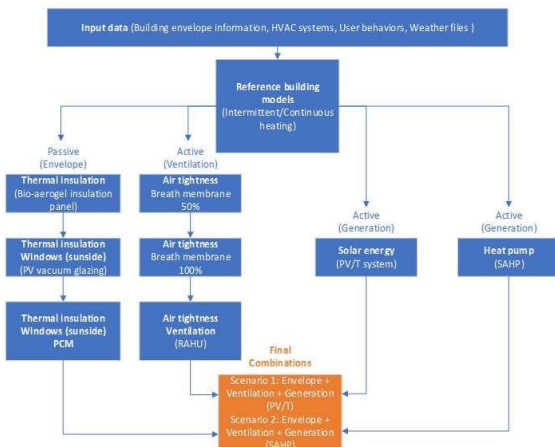 Input data (Building envelope information, HVAC systems, User behaviors, Weather files )
Reference building
models
(Intermittent/Continuous
heating)
Passive
(Envelope)
Active
(Ventilation)
Active
(Generation)
Active
(Generation)
Thermal insulation
(Bio-aerogel insulation
panel)
Air tightness
Breath membrane
50%
Thermal insulation
Windows (sunside)
(PV vacuum glazing)
Air tightness
Breath membrane
100%
Solar energy
(PV/T system)
Heat pump
(SAHP)
Thermal insulation
Windows (sunside)
PCM
Air tightness
Ventilation
(RAHU)
Final
Combinations
Scenario 1: Envelope +
Ventilation + Generation
(PV/T)
Scenario 2: Envelope +
Ventilation + Generation
(SAHP)